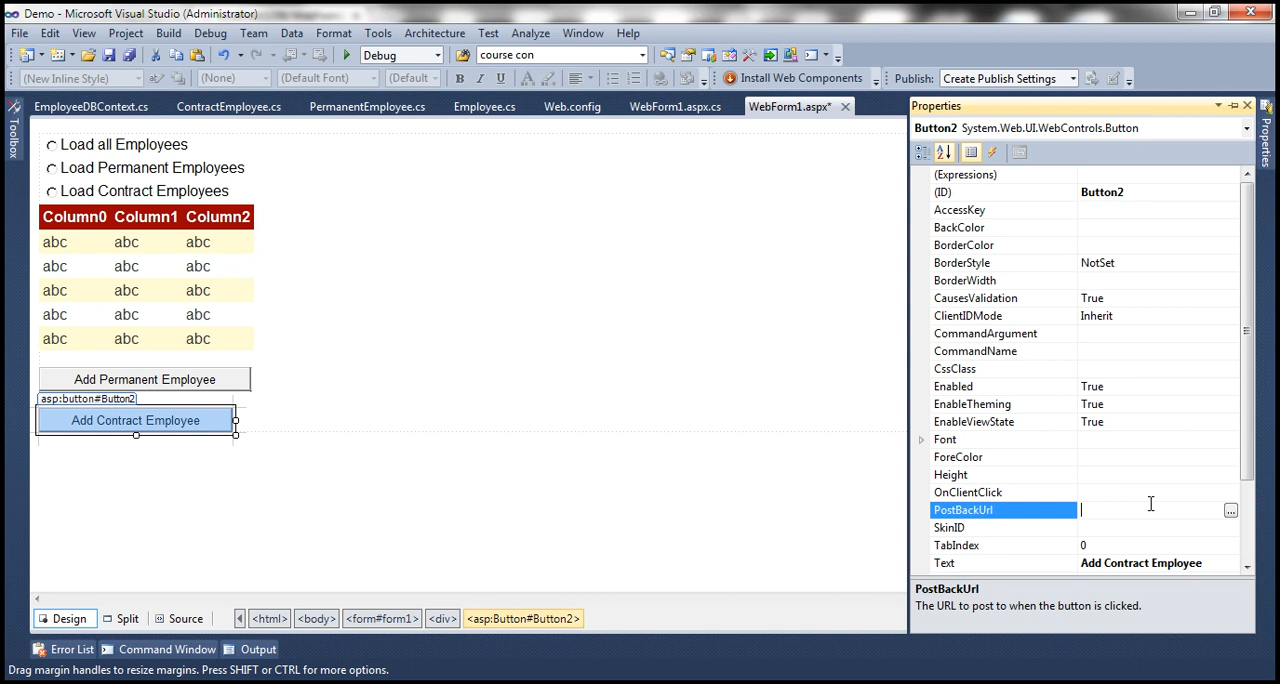 Demo - Microsoft Visual Studio (Administrator)
File Edit View Project Build Debug Team Data Format Tools Architecture Test Analyze Window Help
Debug course con
(New Inline Style) (None) (Default Font) (Default B I U A Install Web Components Publish: Create Publish Settings
Toolbox
EmployeeDBContext.cs ContractEmployee.cs PermanentEmployee.cs Employee.cs Web.config WebForm1.aspx.cs WebForm1.aspx*
Load all Employees
Load Permanent Employees
Load Contract Employees
Column0 Column1 Column2
abc abc abc
abc abc abc
abc abc abc
abc abc abc
abc abc abc
Add Permanent Employee
asp:button#Button2
Add Contract Employee
Design Split Source <html> <body> <form#form1> <div> <asp:Button#Button2>
Properties
Button2 System.Web.UI.WebControls.Button
(Expressions)
(ID) Button2
AccessKey
BackColor
BorderColor
BorderStyle NotSet
BorderWidth
CausesValidation True
ClientIDMode Inherit
CommandArgument
CommandName
CssClass
Enabled True
EnableTheming True
EnableViewState True
Font
ForeColor
Height
OnClientClick
PostBackUrl ...
SkinID
TabIndex 0
Text Add Contract Employee
PostBackUrl
The URL to post to when the button is clicked.
Properties
Error List Command Window Output
Drag margin handles to resize margins. Press SHIFT or CTRL for more options.